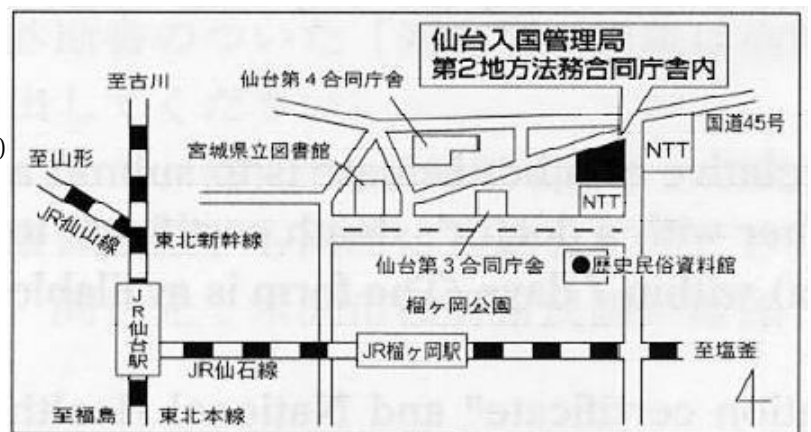 仙台入国管理局
第2地方法務合同庁舎内
至古川
仙台第4合同庁舎
国道45号
宮城県立図書館
NTT
至山形
NTT
JR仙山線
東北新幹線
仙台第3合同庁舎
歴史民俗資料館
榴ヶ岡公園
JR仙台駅
JR榴ヶ岡駅
至塩釜
JR仙石線
至福島
東北本線
4
)